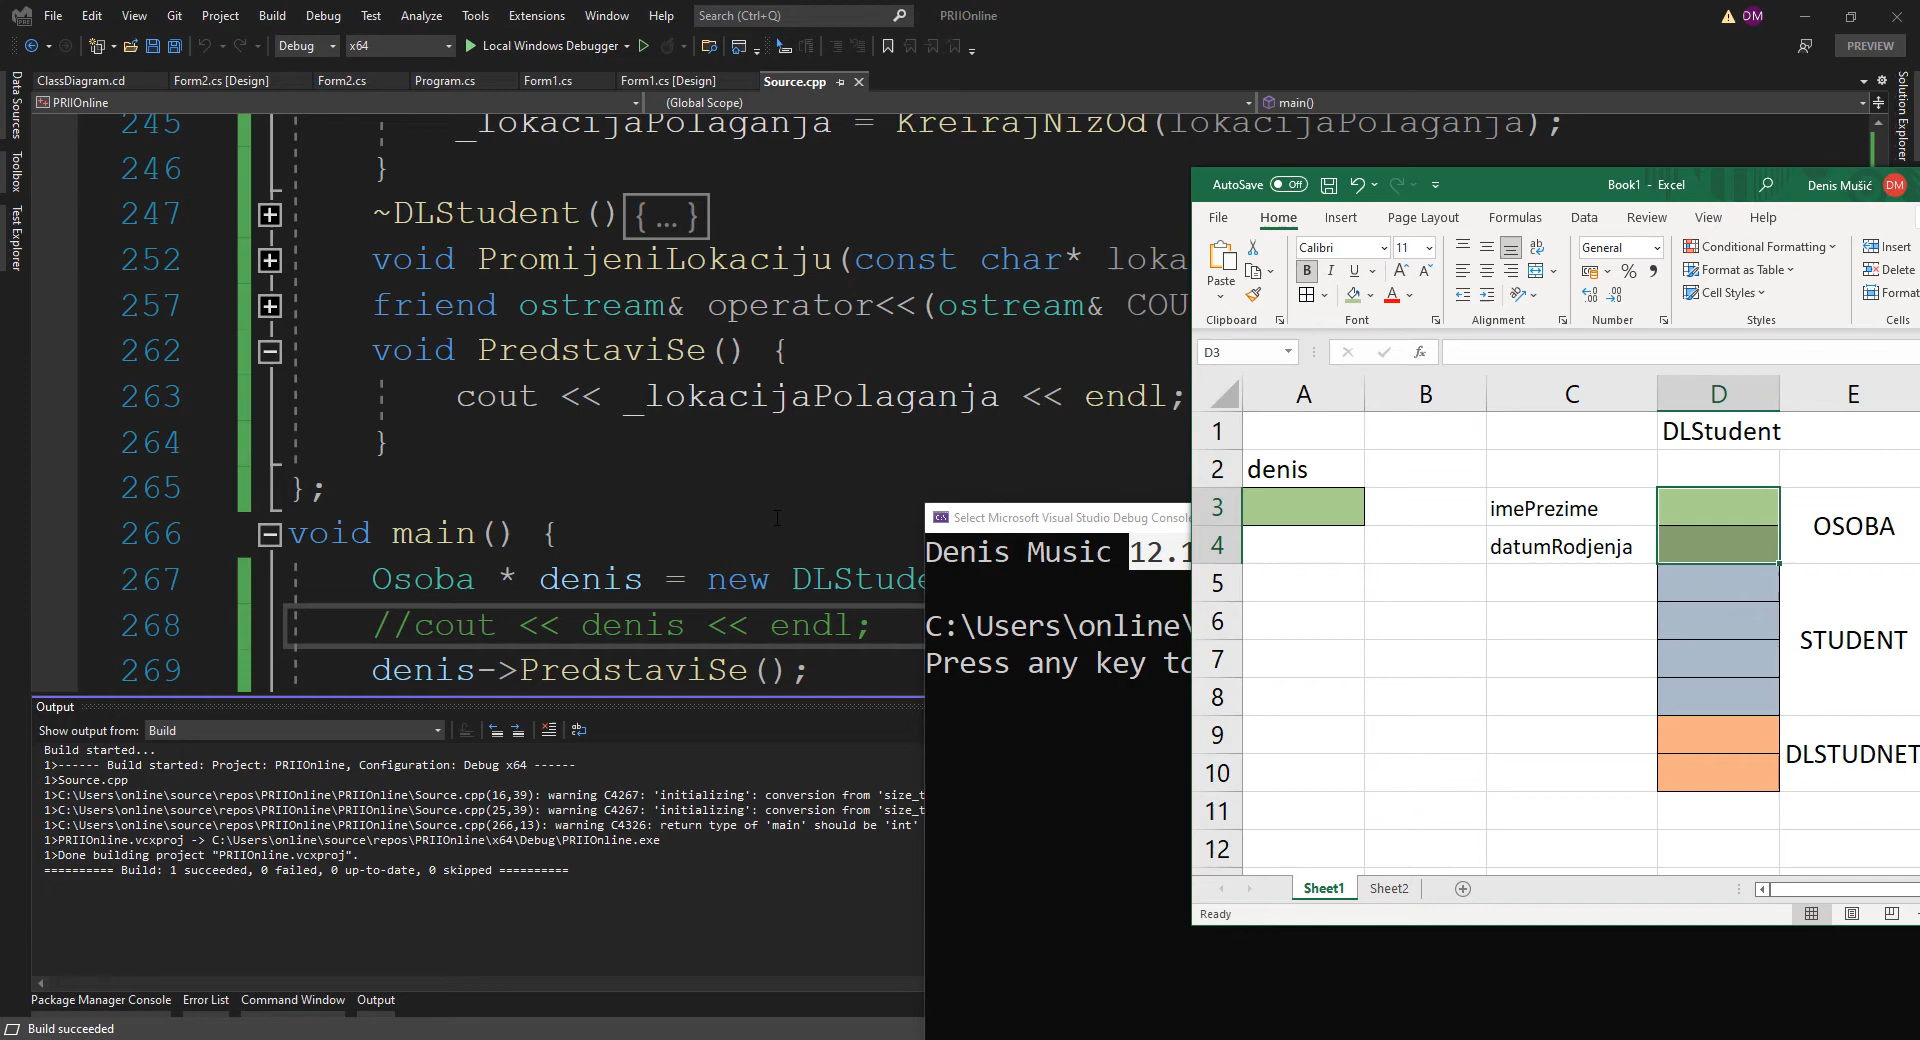 File Edit View Git Project Build Debug Test Analyze Tools Extensions Window Help Search (Ctrl+Q) PRIIOnline DM
Debug x64 Local Windows Debugger PREVIEW
ClassDiagram.cd Form2.cs [Design] Form2.cs Program.cs Form1.cs Form1.cs [Design] Source.cpp
PRIIOnline (Global Scope) main()
Data Sources
Toolbox
Test Explorer
Solution Explorer
245 _lokacijaPolaganja = KreirajNizOd(lokacijaPolaganja);
246 }
247 ~DLStudent(){ ... }
252 void PromijeniLokaciju(const char* loka
257 friend ostream& operator<<(ostream& COU
262 void PredstaviSe() {
263 cout << _lokacijaPolaganja << endl;
264 }
265 };
266 void main() {
267 Osoba * denis = new DLStude
268 //cout << denis << endl;
269 denis->PredstaviSe();
Output
Show output from: Build
Build started...
1>------ Build started: Project: PRIIOnline, Configuration: Debug x64 ------
1>Source.cpp
1>C:\Users\online\source\repos\PRIIOnline\PRIIOnline\Source.cpp(16,39): warning C4267: 'initializing': conversion from 'size_t
1>C:\Users\online\source\repos\PRIIOnline\PRIIOnline\Source.cpp(25,39): warning C4267: 'initializing': conversion from 'size_t
1>C:\Users\online\source\repos\PRIIOnline\PRIIOnline\Source.cpp(266,13): warning C4326: return type of 'main' should be 'int'
1>PRIIOnline.vcxproj -> C:\Users\online\source\repos\PRIIOnline\x64\Debug\PRIIOnline.exe
1>Done building project "PRIIOnline.vcxproj".
========== Build: 1 succeeded, 0 failed, 0 up-to-date, 0 skipped ==========
Package Manager Console Error List Command Window Output
Build succeeded
Select Microsoft Visual Studio Debug Console
Denis Music 12.1
C:\Users\online\
Press any key to
AutoSave Off Book1 - Excel Denis Mušić DM
File Home Insert Page Layout Formulas Data Review View Help
Paste Calibri 11 B I U A A A ab General % 9 Conditional Formatting Format as Table Cell Styles Insert Delete Format
Clipboard Font Alignment Number Styles Cells
D3 fx
A B C D E
1 DLStudent
2 denis
3 imePrezime
OSOBA
4 datumRodjenja
5
6
STUDENT
7
8
9
DLSTUDNET
10
11
12
Sheet1 Sheet2
Ready